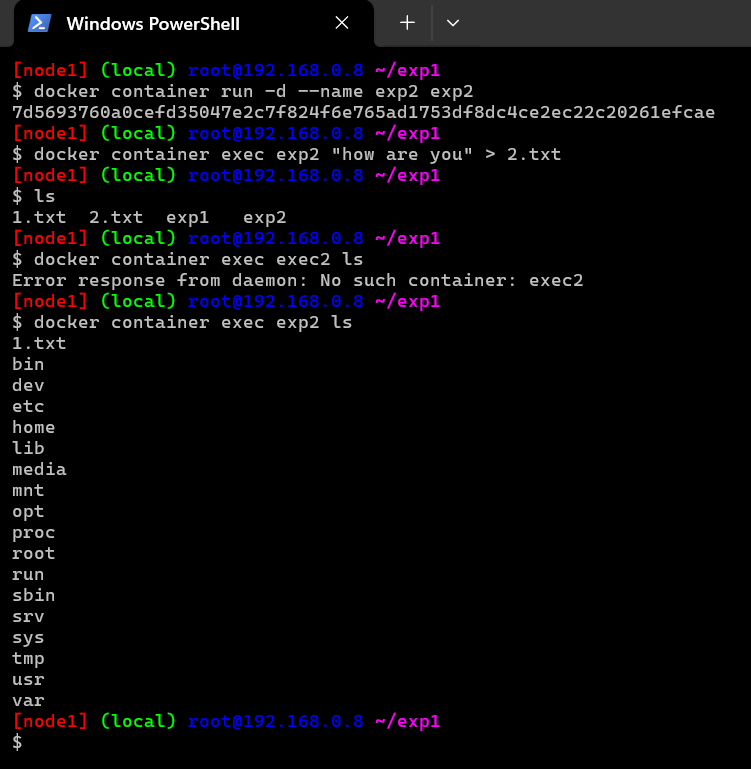 Windows PowerShell
[node1] (local) root@192.168.0.8 ~/exp1
$ docker container run -d --name exp2 exp2
7d5693760a0cefd35047e2c7f824f6e765ad1753df8dc4ce2ec22c20261efcae
[node1] (local) root@192.168.0.8 ~/exp1
$ docker container exec exp2 "how are you" > 2.txt
[node1] (local) root@192.168.0.8 ~/exp1
$ ls
1.txt  2.txt  exp1   exp2
[node1] (local) root@192.168.0.8 ~/exp1
$ docker container exec exec2 ls
Error response from daemon: No such container: exec2
[node1] (local) root@192.168.0.8 ~/exp1
$ docker container exec exp2 ls
1.txt
bin
dev
etc
home
lib
media
mnt
opt
proc
root
run
sbin
srv
sys
tmp
usr
var
[node1] (local) root@192.168.0.8 ~/exp1
$